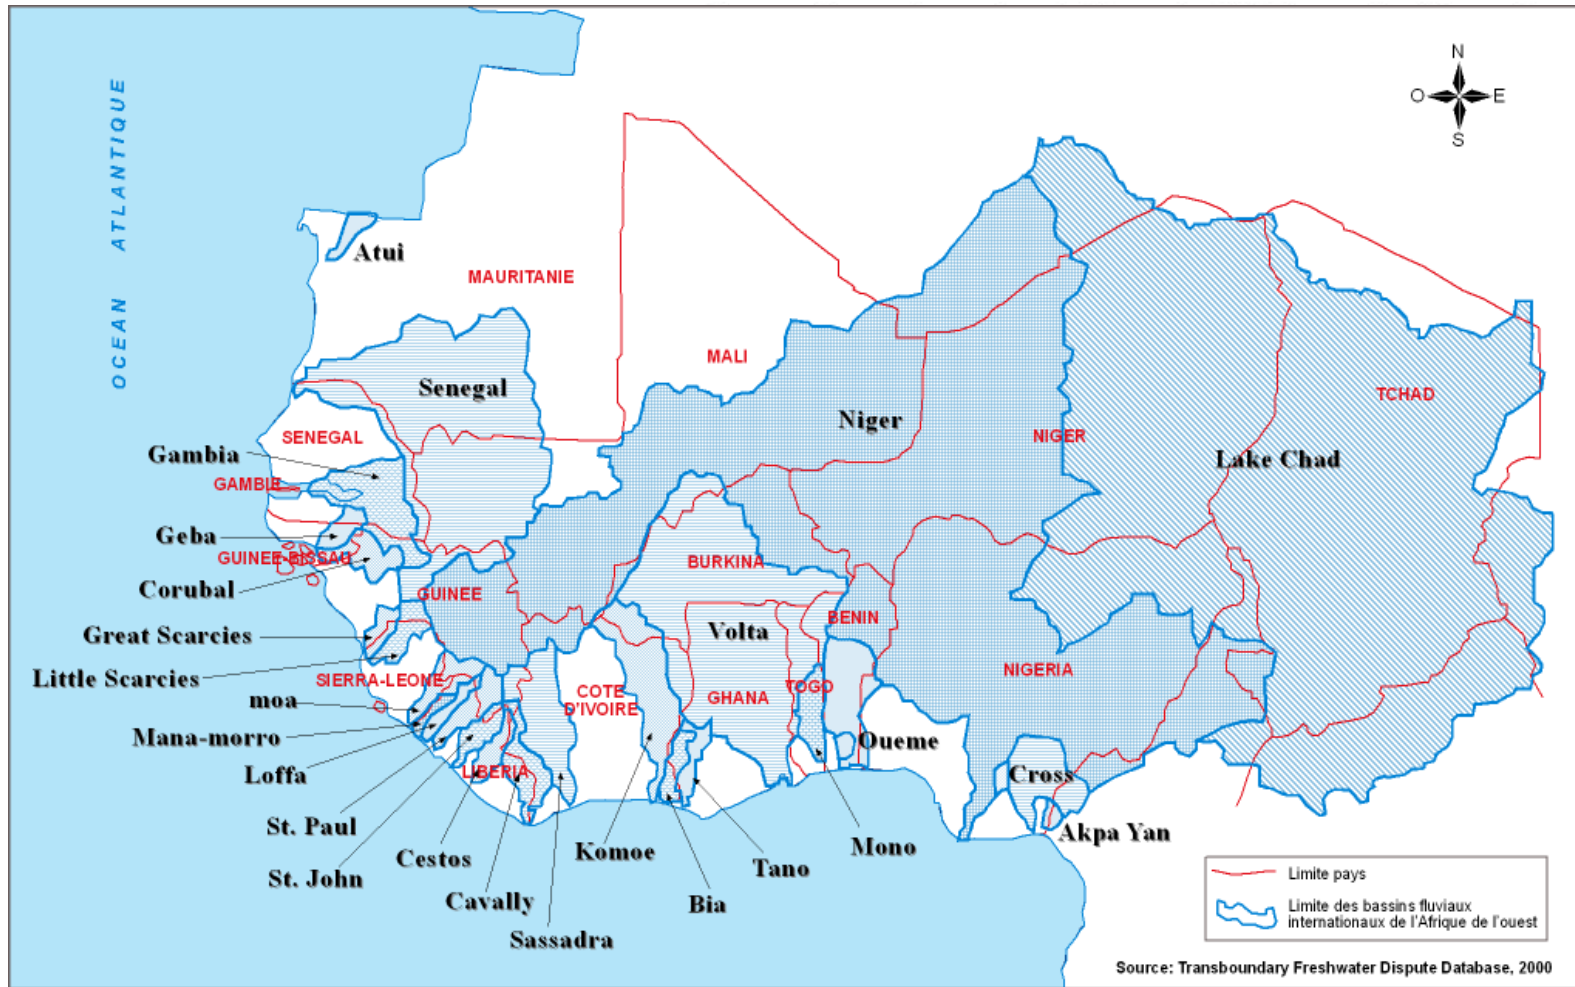 OCEAN ATLANTIQUE
N
O
E
S
Atui
MAURITANIE
MALI
Senegal
Niger
TCHAD
SENEGAL
NIGER
Gambia
Lake Chad
GAMBIE
Geba
GUINEE-BISSAU
BURKINA
Corubal
GUINEE
BENIN
Great Scarcies
Volta
NIGERIA
Little Scarcies
SIERRA-LEONE
COTE
D'IVOIRE
GHANA
TOGO
moa
Mana-morro
Oueme
Loffa
LIBERIA
Cross
St. Paul
Akpa Yan
Cestos
Komoe
Mono
St. John
Tano
Cavally
Bia
Sassadra
Limite pays
Limite des bassins fluviaux
internationaux de l'Afrique de l'ouest
Source: Transboundary Freshwater Dispute Database, 2000